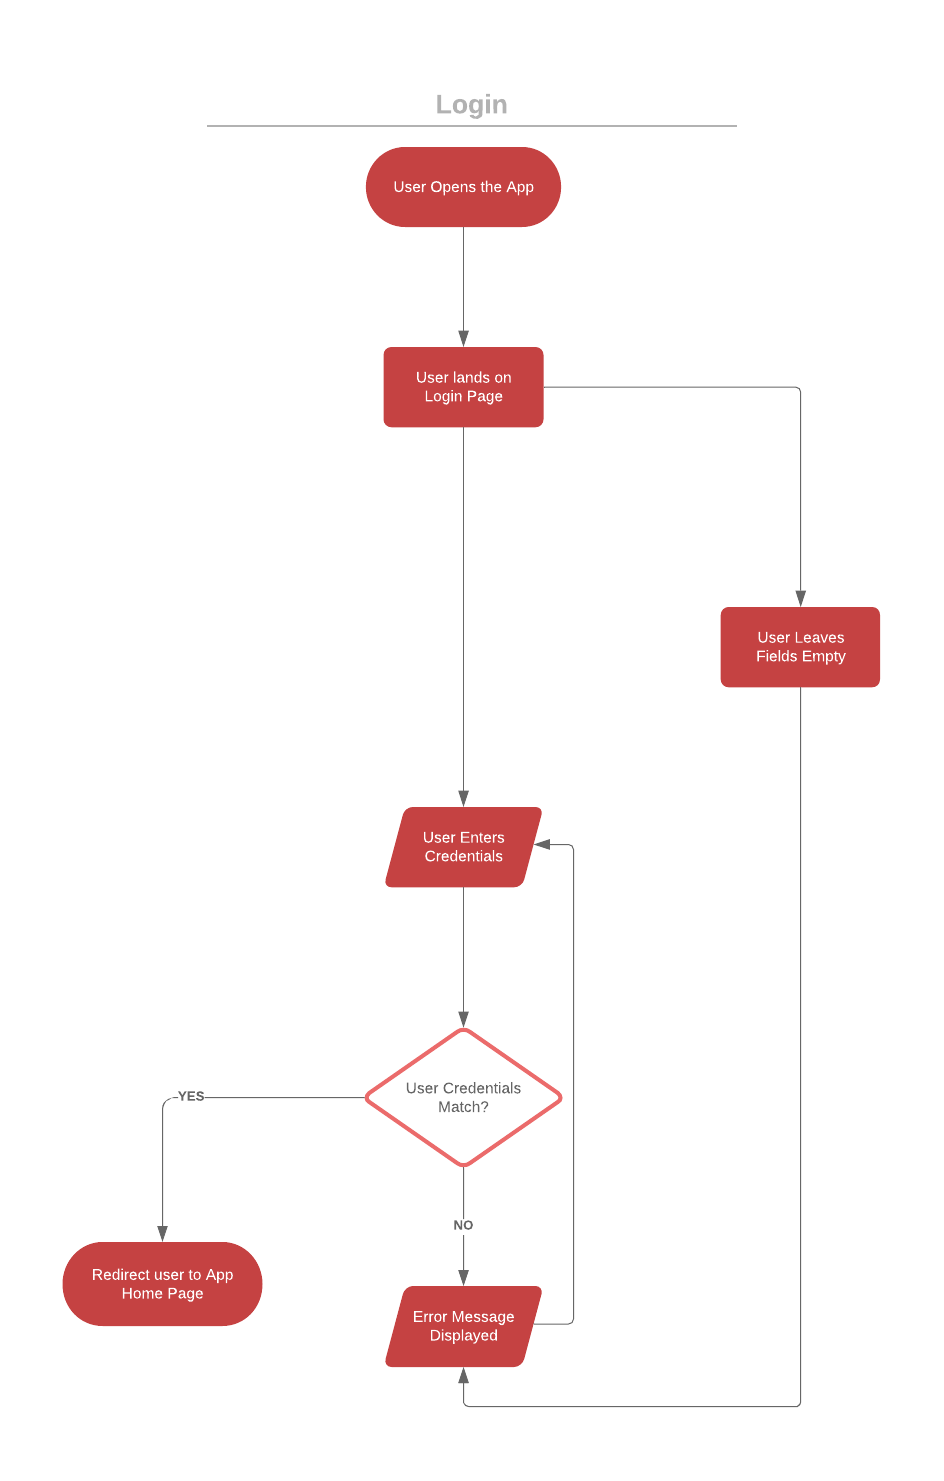 Login
User Opens the App
User lands on
Login Page
User Leaves
Fields Empty
User Enters
Credentials
User Credentials
Match?
YES
NO
Redirect user to App
Home Page
Error Message
Displayed